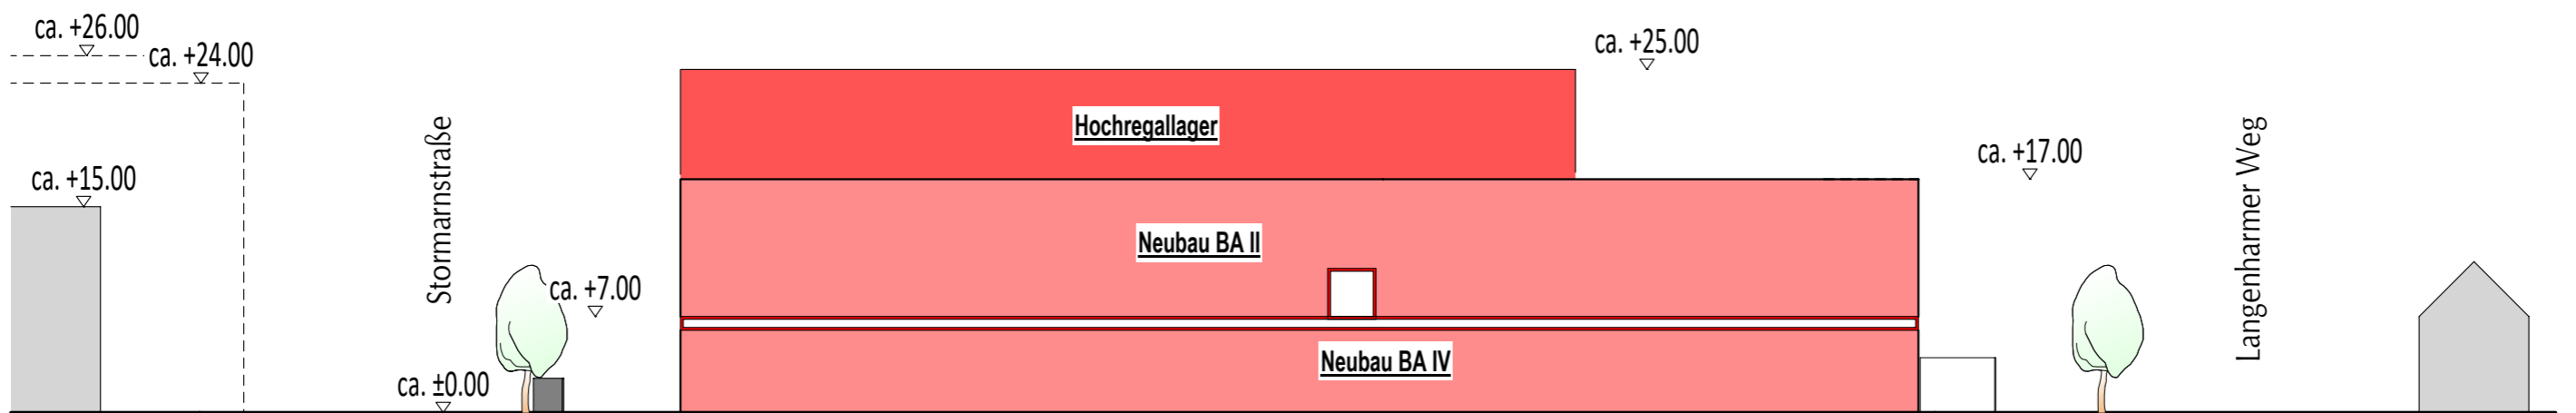 ca. +26.00
ca. +24.00
ca. +25.00
Hochregallager
ca. +15.00
Stormarnstraße
ca. +17.00
Langenharmer Weg
Neubau BA II
ca. +7.00
Neubau BA IV
ca. ±0.00